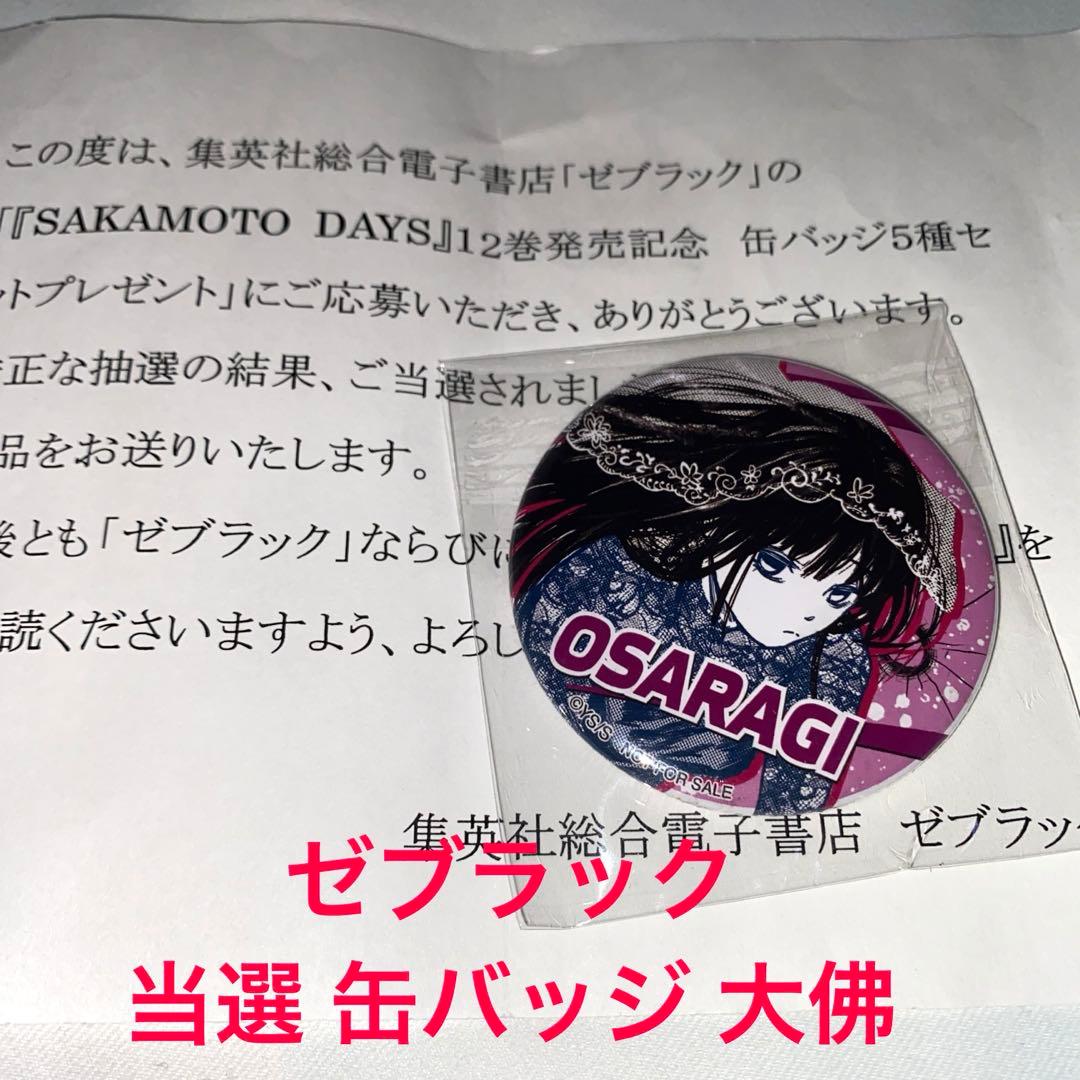 この度は、集英社総合電子書店「ゼブラック」の
「『SAKAMOTO DAYS』12巻発売記念 缶バッジ5種セ
ットプレゼント」にご応募いただき、ありがとうございます。
正な抽選の結果、ご当選されまし
品をお送りいたします。
後とも「ゼブラック」ならびに
』を
読くださいますよう、よろし
OSARAGI
©YS/S NOT FOR SALE
集英社総合電子書店 ゼブラック
ゼブラック
当選 缶バッジ 大佛